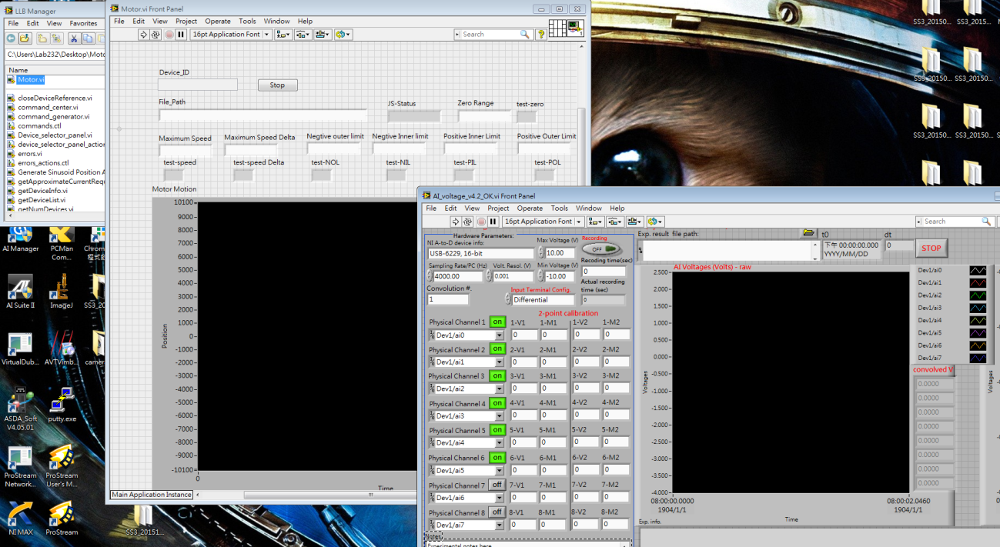 LLB Manager
File Edit View Favorites
C:\Users\Lab232\Desktop\Moto
Name
Motor.vi
closeDeviceReference.vi
command_center.vi
command_generator.vi
commands.ctl
Device_selector_panel.vi
device_selector_panel_action
errors.vi
errors_actions.ctl
Generate Sinusoid Position A
getApproximateCurrentRequ
getDeviceInfo.vi
getDeviceList.vi
getNumDevices.vi
Motor.vi Front Panel
File Edit View Project Operate Tools Window Help
16pt Application Font
Search
Device_ID
Stop
File_Path
JS-Status
Zero Range
test-zero
Maximum Speed
Maximum Speed Delta
Negtive outer limit
Negtive Inner limit
Positive Inner Limit
Positive Outer Limit
test-speed
test-speed Delta
test-NOL
test-NIL
test-PIL
test-POL
Motor Motion
10100
9000
8000
7000
6000
5000
4000
3000
2000
1000
0
-1000
-2000
-3000
-4000
-5000
-6000
-7000
-8000
-9000
-10100
Position
0
Time
Main Application Instance
AI_voltage_v4.2_OK.vi Front Panel
File Edit View Project Operate Tools Window Help
16pt Application Font
Search
Hardware Parameters:
NI A-to-D device info:
USB-6229, 16-bit
Max Voltage (V)
10.00
Recording
OFF
Sampling Rate/PC (Hz)
4000.00
Volt. Resol. (V)
0.001
Min Voltage (V)
-10.00
Recoding time(sec)
0
Convolution #.
1
Input Terminal Config.
Differential
Actual recording
time (sec)
0
2-point calibration
Physical Channel 1 on 1-V1 1-M1 1-V2 1-M2
Dev1/ai0 0 0 0 0
Physical Channel 2 on 2-V1 2-M1 2-V2 2-M2
Dev1/ai1 0 0 0 0
Physical Channel 3 on 3-V1 3-M1 3-V2 3-M2
Dev1/ai2 0 0 0 0
Physical Channel 4 on 4-V1 4-M1 4-V2 4-M2
Dev1/ai3 0 0 0 0
Physical Channel 5 on 5-V1 5-M1 5-V2 5-M2
Dev1/ai4 0 0 0 0
Physical Channel 6 on 6-V1 6-M1 6-V2 6-M2
Dev1/ai5 0 0 0 0
Physical Channel 7 off 7-V1 7-M1 7-V2 7-M2
Dev1/ai6 0 0 0 0
Physical Channel 8 off 8-V1 8-M1 8-V2 8-M2
Dev1/ai7 0 0 0 0
Notes
Experimental notes here
Exp. result file path:
t0
下午 00:00:00.000
YYYY/MM/DD
dt
0
STOP
AI Voltages (Volts) - raw
2.500
2.000
1.500
1.000
0.500
0.000
-0.500
-1.000
-1.500
-2.000
-2.500
-3.000
-3.500
-4.000
Voltages
08:00:00.0000
1904/1/1
08:00:02.0460
1904/1/1
Time
Exp. info.
Dev1/ai0
Dev1/ai1
Dev1/ai2
Dev1/ai3
Dev1/ai4
Dev1/ai5
Dev1/ai6
Dev1/ai7
convolved V
0.0000
0.0000
0.0000
0.0000
0.0000
0.0000
0.0000
0.0000
Voltages
AI Manager
PCMan
Com...
Chrom
程式
AI Suite II
ImageJ
SS3_20
VirtualDub...
AVTVimb...
camer
ASDA_Soft
V4.05.01
putty.exe
ProStream
Network...
ProStream
User's M...
NI MAX
ProStream
SS3_20151...
SS3_20150...
SS3_20150...
SS3_20150...
SS3_20150...
SS3_20150...
SS3_20150...